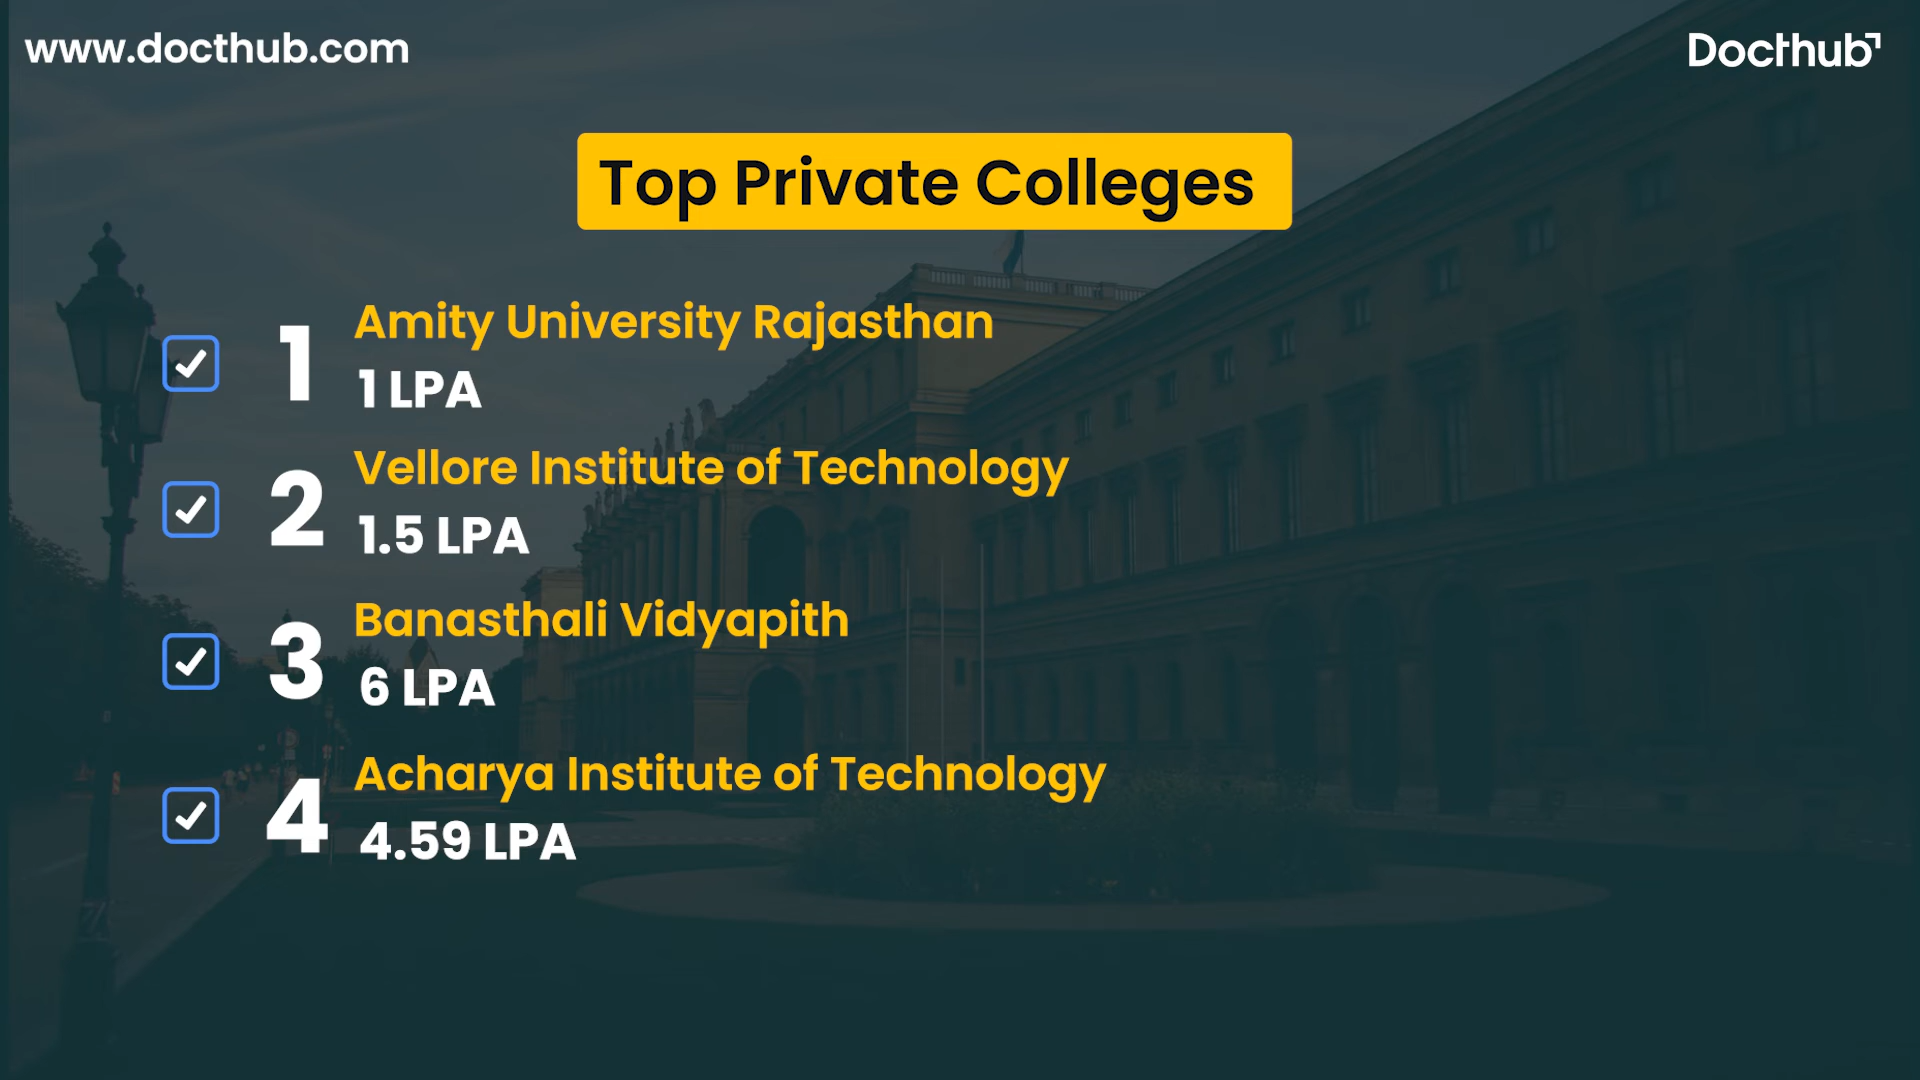 www.docthub.com
Docthub
Top Private Colleges
1
Amity University Rajasthan
1 LPA
2
Vellore Institute of Technology
1.5 LPA
3
Banasthali Vidyapith
6 LPA
4
Acharya Institute of Technology
4.59 LPA